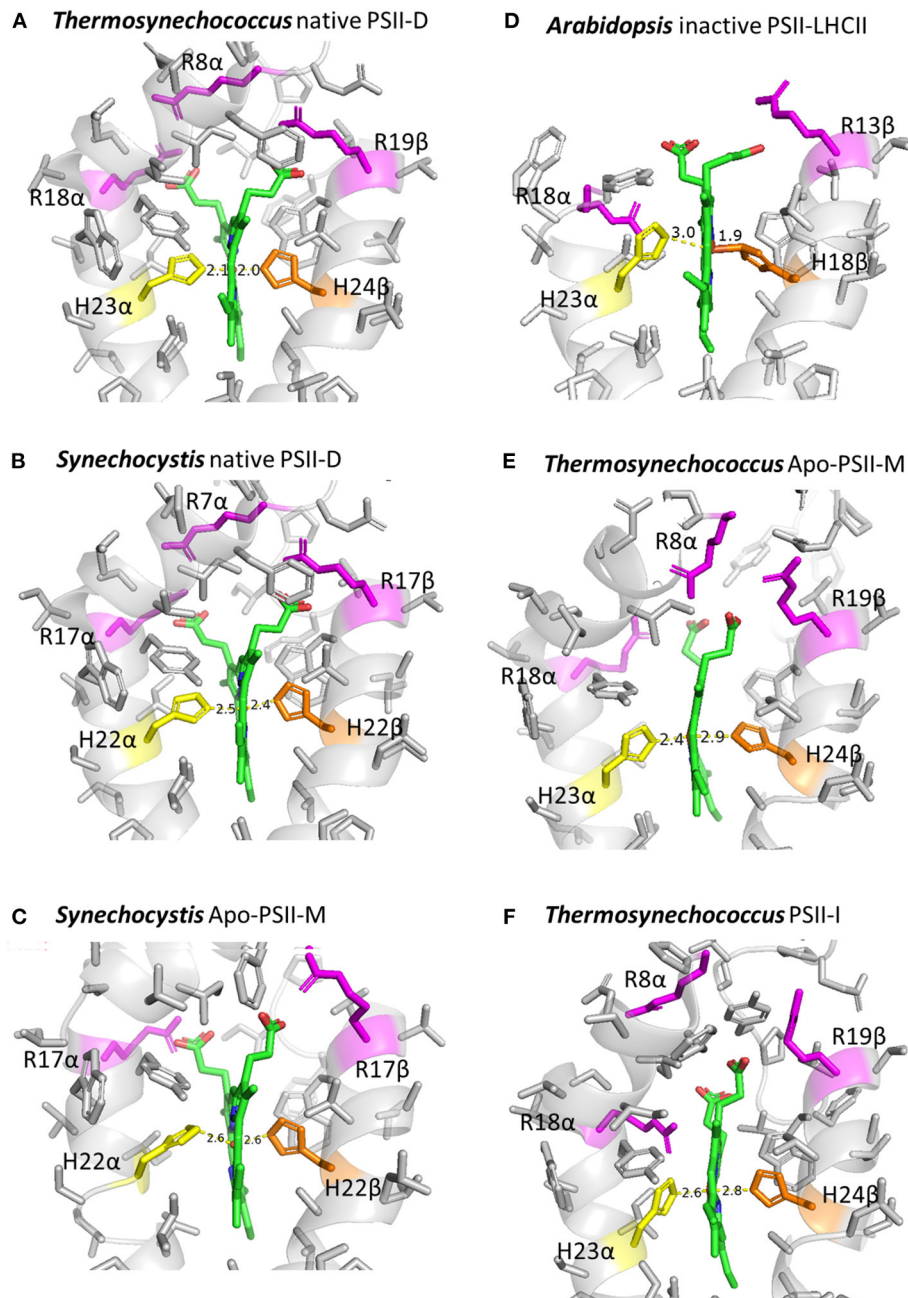 A Thermosynechococcus native PSII-D
R8α
R19β
R18α
2.1 2.0
H23α
H24β
B Synechocystis native PSII-D
R7α
R17β
R17α
2.5 2.4
H22α
H22β
C Synechocystis Apo-PSII-M
R17α
R17β
2.6 2.6
H22α
H22β
D Arabidopsis inactive PSII-LHCII
R13β
R18α
3.0 1.9
H18β
H23α
E Thermosynechococcus Apo-PSII-M
R8α
R19β
R18α
2.4 2.9
H23α
H24β
F Thermosynechococcus PSII-I
R8α
R19β
R18α
2.6 2.8
H23α
H24β